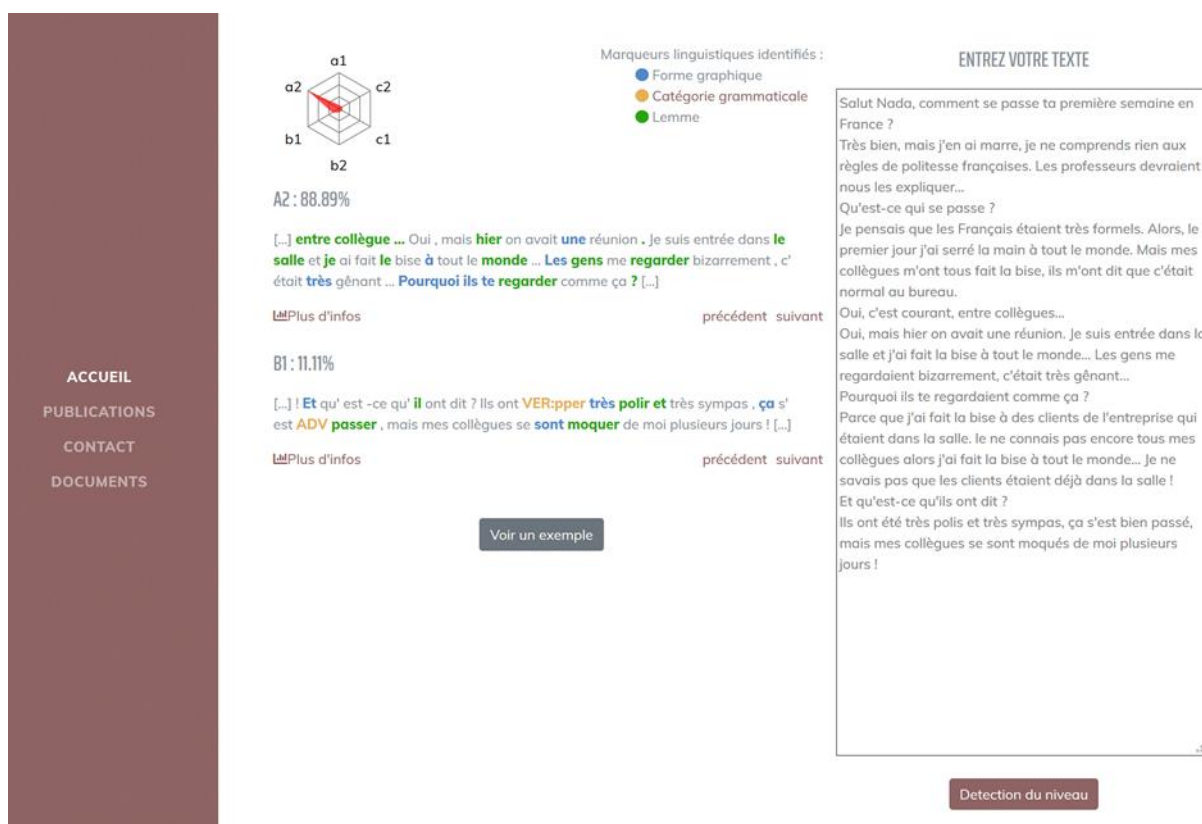 ACCUEIL
PUBLICATIONS
CONTACT
DOCUMENTS
a1
a2
c2
b1
c1
b2
Marqueurs linguistiques identifiés :
Forme graphique
Catégorie grammaticale
Lemme
A2 : 88.89%
[...] entre collègue ... Oui , mais hier on avait une réunion . Je suis entrée dans le
salle et je ai fait le bise à tout le monde ... Les gens me regarder bizarrement , c'
était très gênant ... Pourquoi ils te regarder comme ça ? [...]
Plus d'infos
précédent suivant
B1 : 11.11%
[...] ! Et qu' est -ce qu' il ont dit ? Ils ont VER:pper très polir et très sympas , ça s'
est ADV passer , mais mes collègues se sont moquer de moi plusieurs jours ! [...]
Plus d'infos
précédent suivant
Voir un exemple
ENTREZ VOTRE TEXTE
Salut Nada, comment se passe ta première semaine en
France ?
Très bien, mais j'en ai marre, je ne comprends rien aux
règles de politesse françaises. Les professeurs devraient
nous les expliquer...
Qu'est-ce qui se passe ?
Je pensais que les Français étaient très formels. Alors, le
premier jour j'ai serré la main à tout le monde. Mais mes
collègues m'ont tous fait la bise, ils m'ont dit que c'était
normal au bureau.
Oui, c'est courant, entre collègues...
Oui, mais hier on avait une réunion. Je suis entrée dans la
salle et j'ai fait la bise à tout le monde... Les gens me
regardaient bizarrement, c'était très gênant...
Pourquoi ils te regardaient comme ça ?
Parce que j'ai fait la bise à des clients de l'entreprise qui
étaient dans la salle. Ie ne connais pas encore tous mes
collègues alors j'ai fait la bise à tout le monde... Je ne
savais pas que les clients étaient déjà dans la salle !
Et qu'est-ce qu'ils ont dit ?
Ils ont été très polis et très sympas, ça s'est bien passé,
mais mes collègues se sont moqués de moi plusieurs
jours !
Detection du niveau